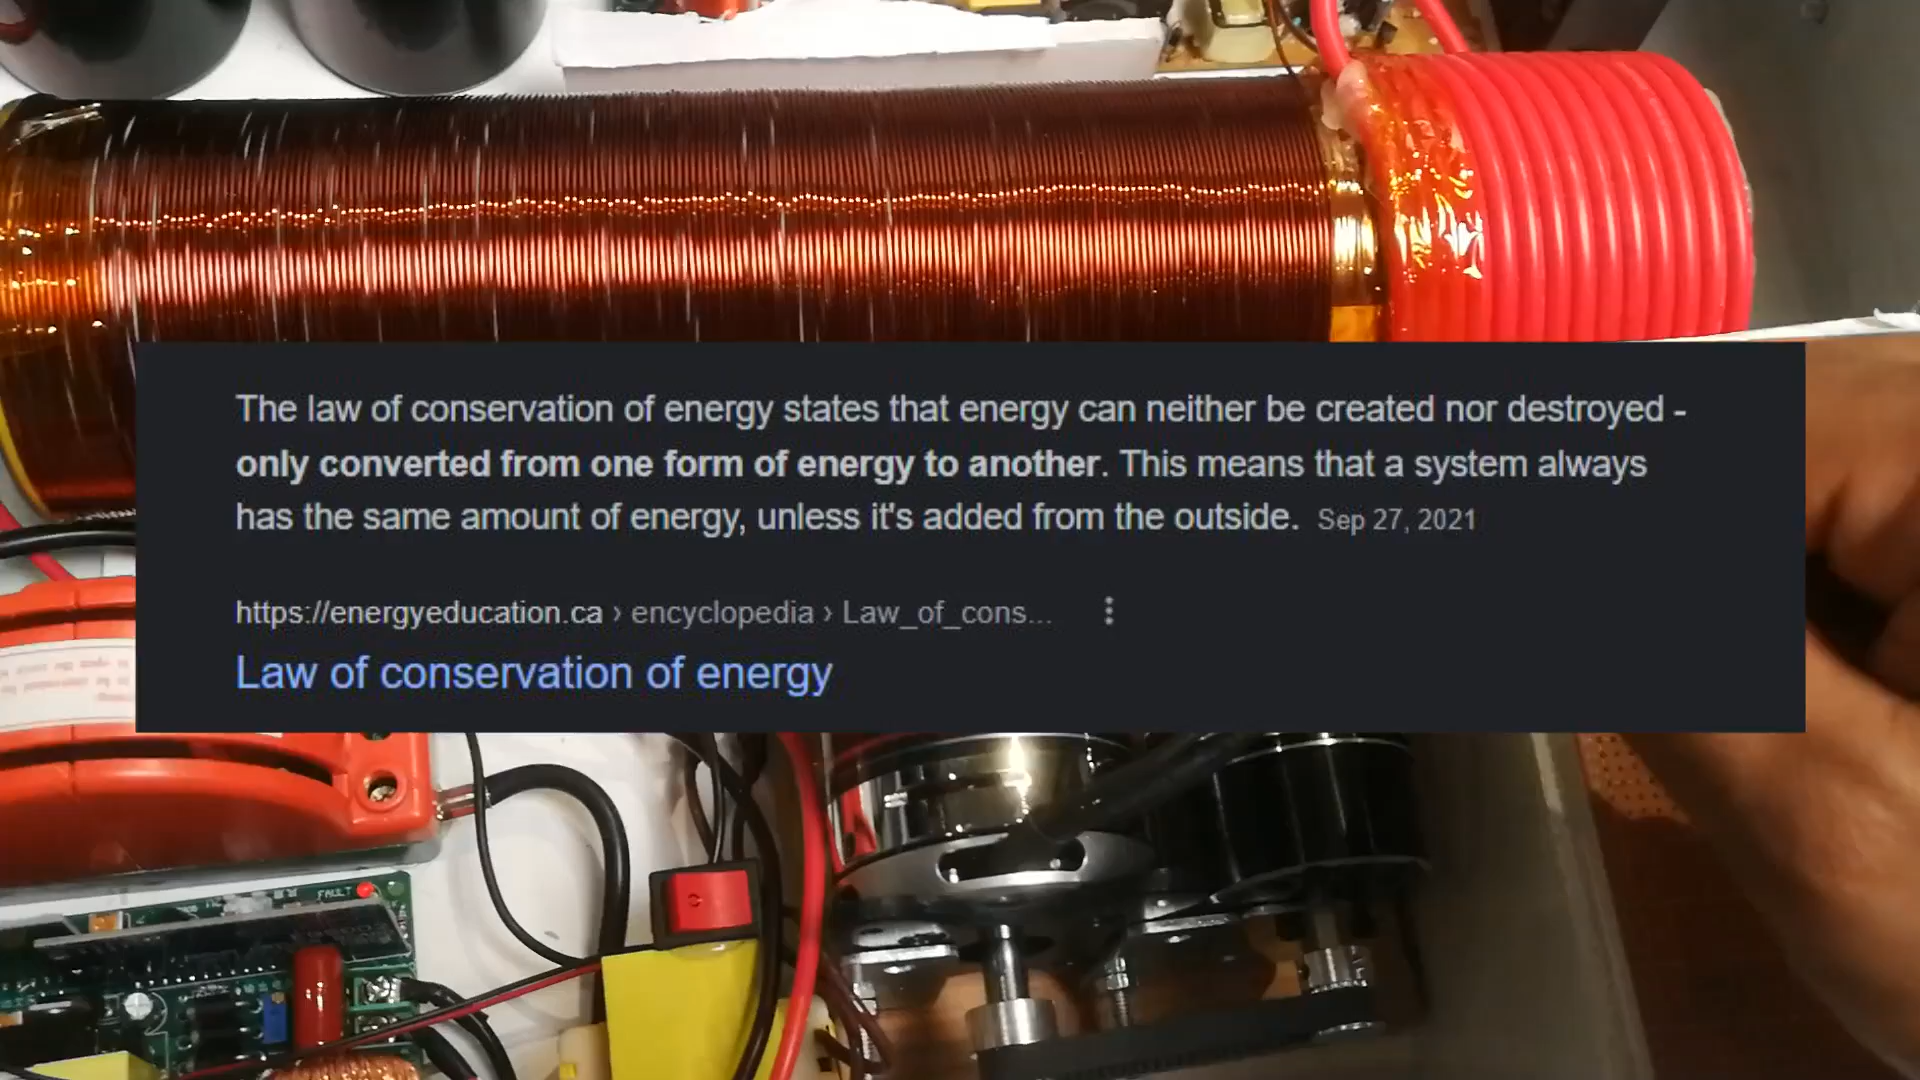 The law of conservation of energy states that energy can neither be created nor destroyed -
only converted from one form of energy to another. This means that a system always
has the same amount of energy, unless it's added from the outside. Sep 27, 2021
https://energyeducation.ca › encyclopedia › Law_of_cons...
Law of conservation of energy
FAULT